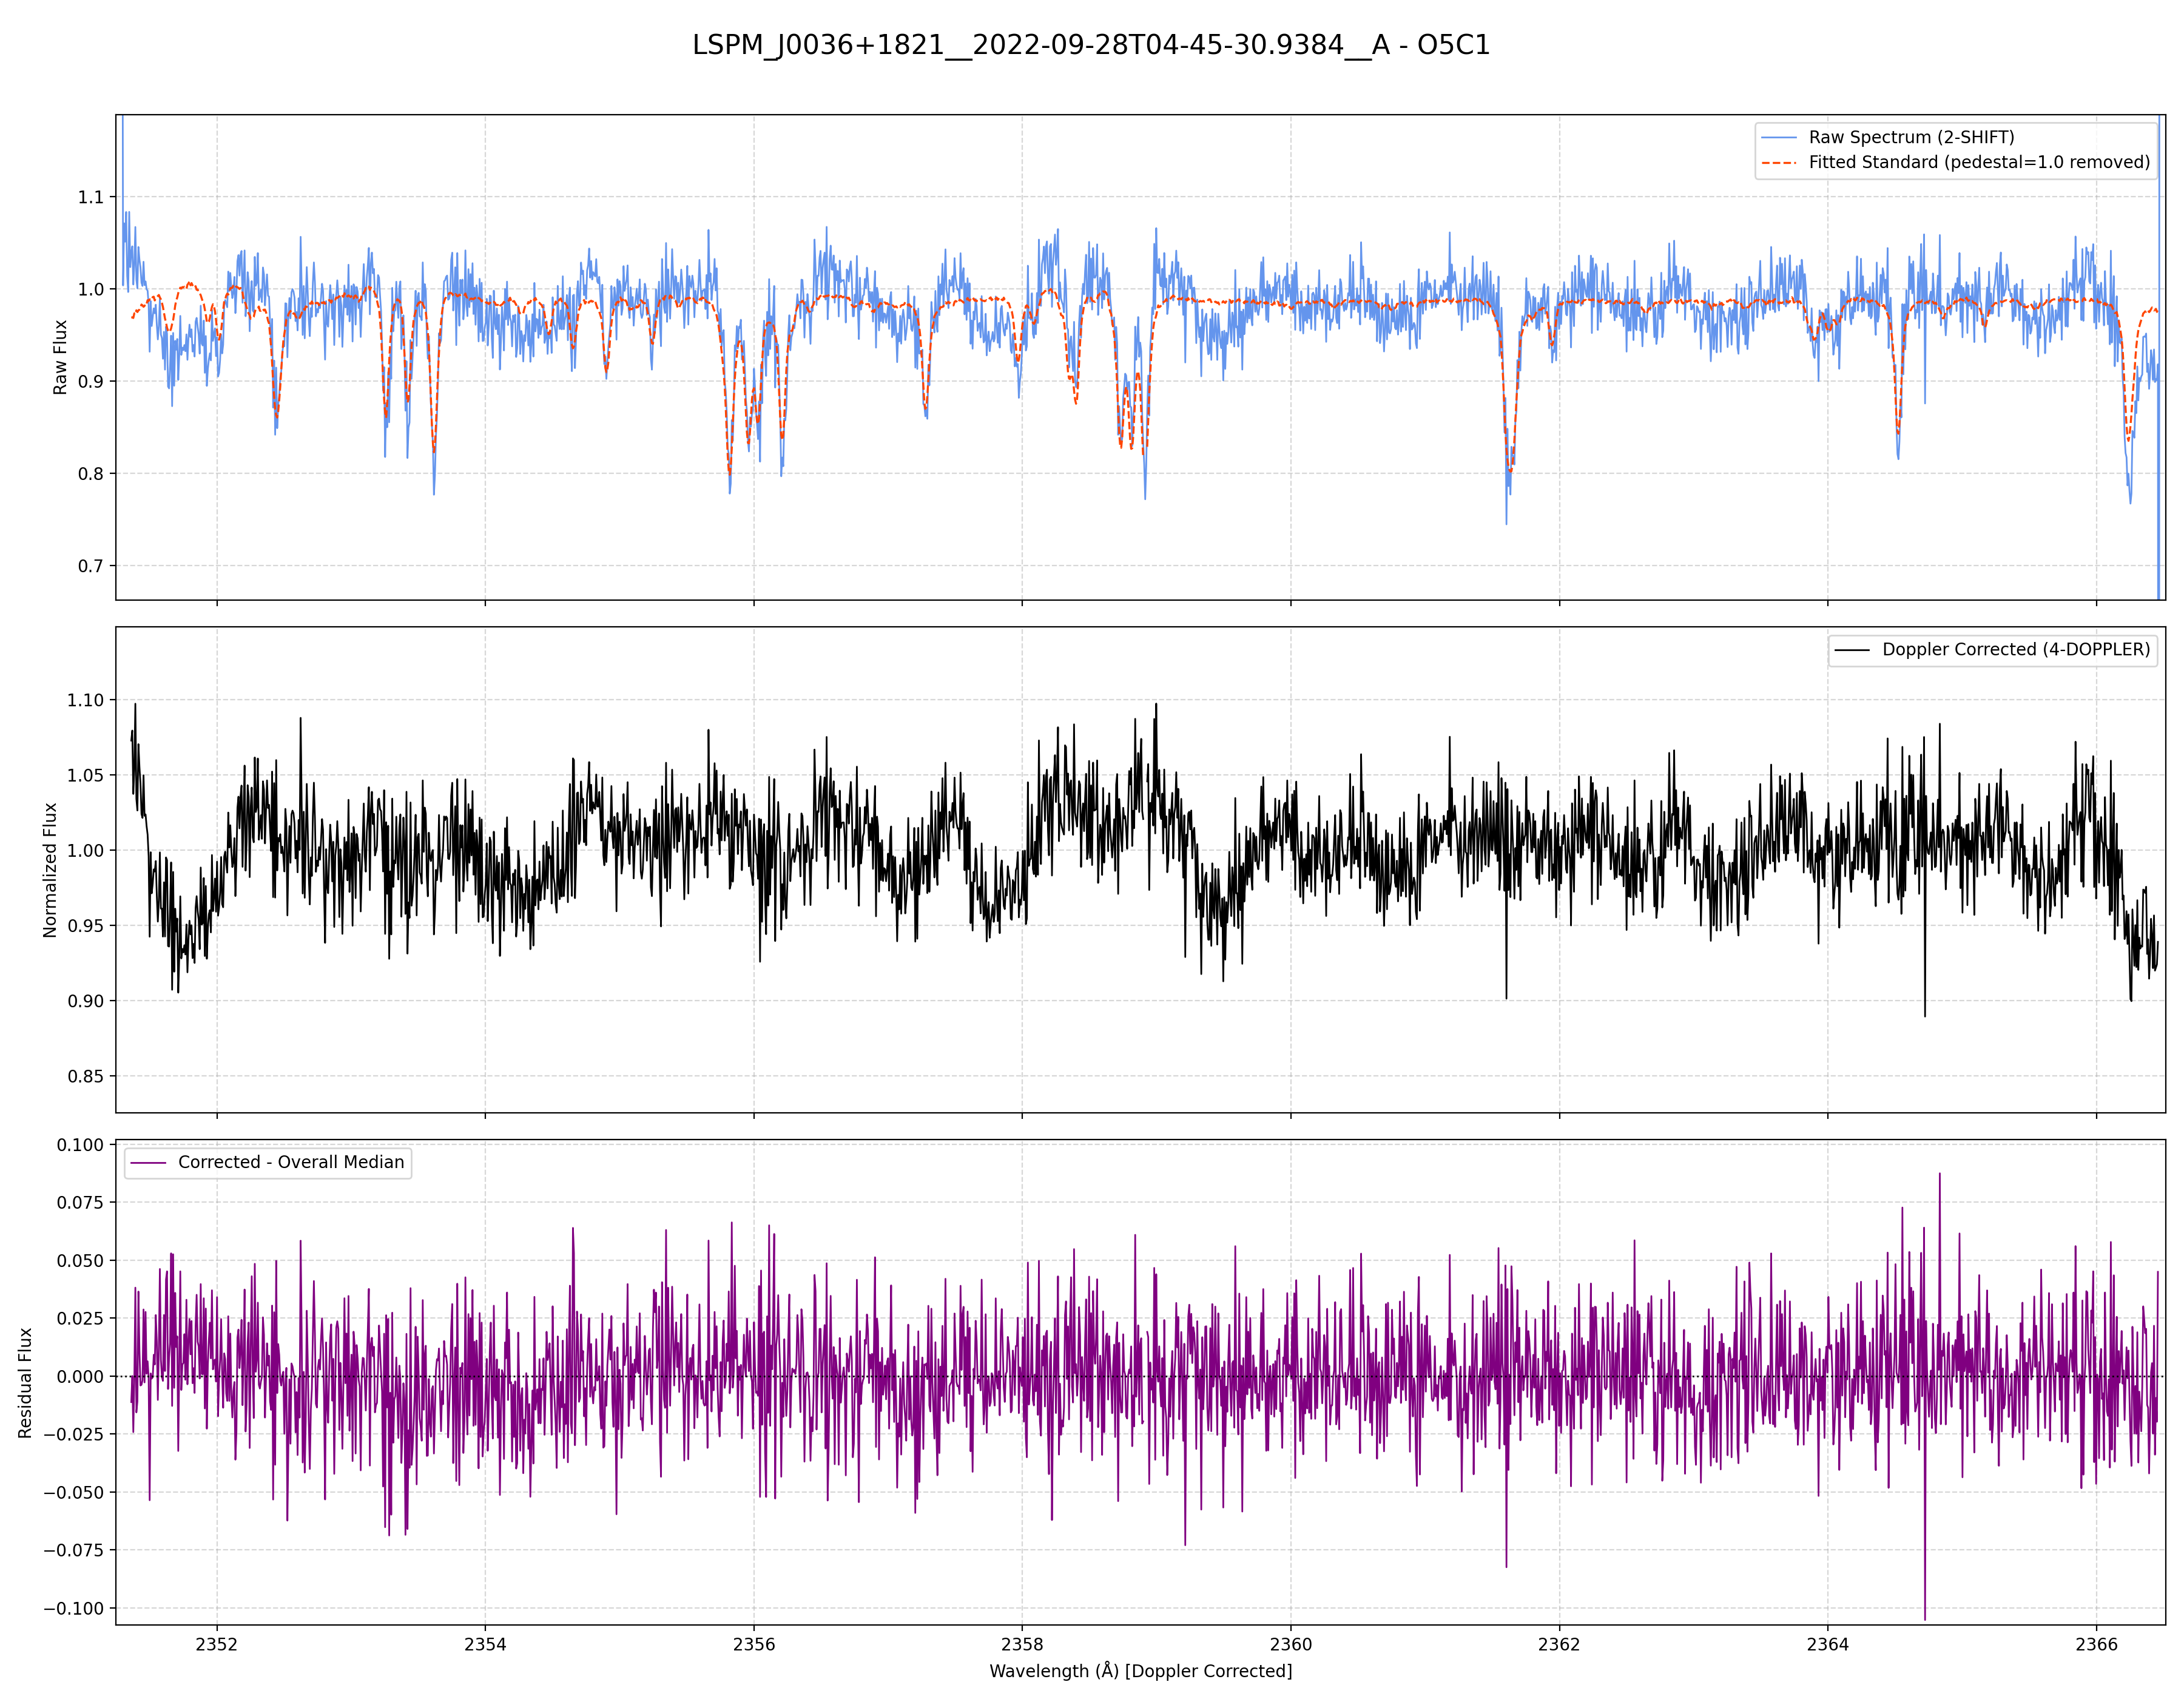 LSPM_J0036+1821__2022-09-28T04-45-30.9384__A - O5C1
Raw Spectrum (2-SHIFT)
Fitted Standard (pedestal=1.0 removed)
1.1
1.0
0.9
0.8
0.7
Raw Flux
Doppler Corrected (4-DOPPLER)
1.10
1.05
1.00
0.95
0.90
0.85
Normalized Flux
Corrected - Overall Median
0.100
0.075
0.050
0.025
0.000
−0.025
−0.050
−0.075
−0.100
Residual Flux
2352 2354 2356 2358 2360 2362 2364 2366
Wavelength (Å) [Doppler Corrected]